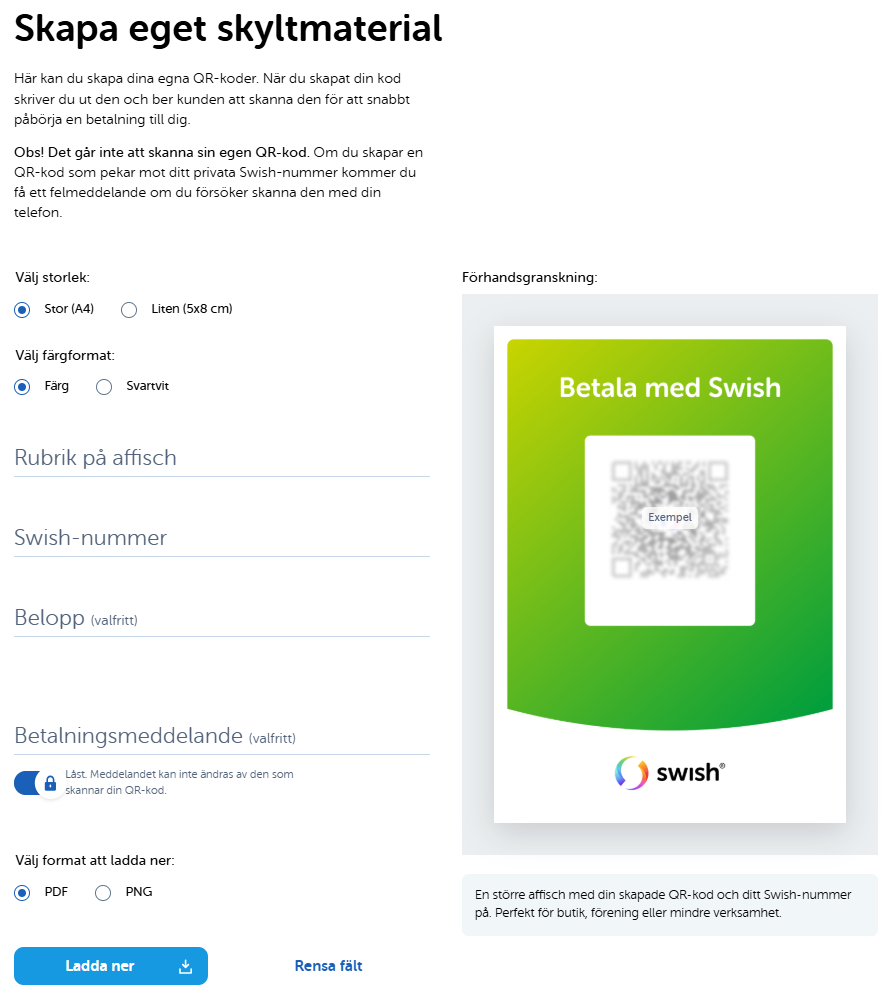 Skapa eget skyltmaterial
Här kan du skapa dina egna QR-koder. När du skapat din kod
skriver du ut den och ber kunden att skanna den för att snabbt
påbörja en betalning till dig.
Obs! Det går inte att skanna sin egen QR-kod. Om du skapar en
QR-kod som pekar mot ditt privata Swish-nummer kommer du
få ett felmeddelande om du försöker skanna den med din
telefon.
Välj storlek:
Stor (A4) Liten (5x8 cm)
Välj färgformat:
Färg Svartvit
Rubrik på affisch
Swish-nummer
Belopp (valfritt)
Betalningsmeddelande (valfritt)
Låst. Meddelandet kan inte ändras av den som
skannar din QR-kod.
Välj format att ladda ner:
PDF PNG
Ladda ner Rensa fält
Förhandsgranskning:
Betala med Swish
Exempel
swish®
En större affisch med din skapade QR-kod och ditt Swish-nummer
på. Perfekt för butik, förening eller mindre verksamhet.